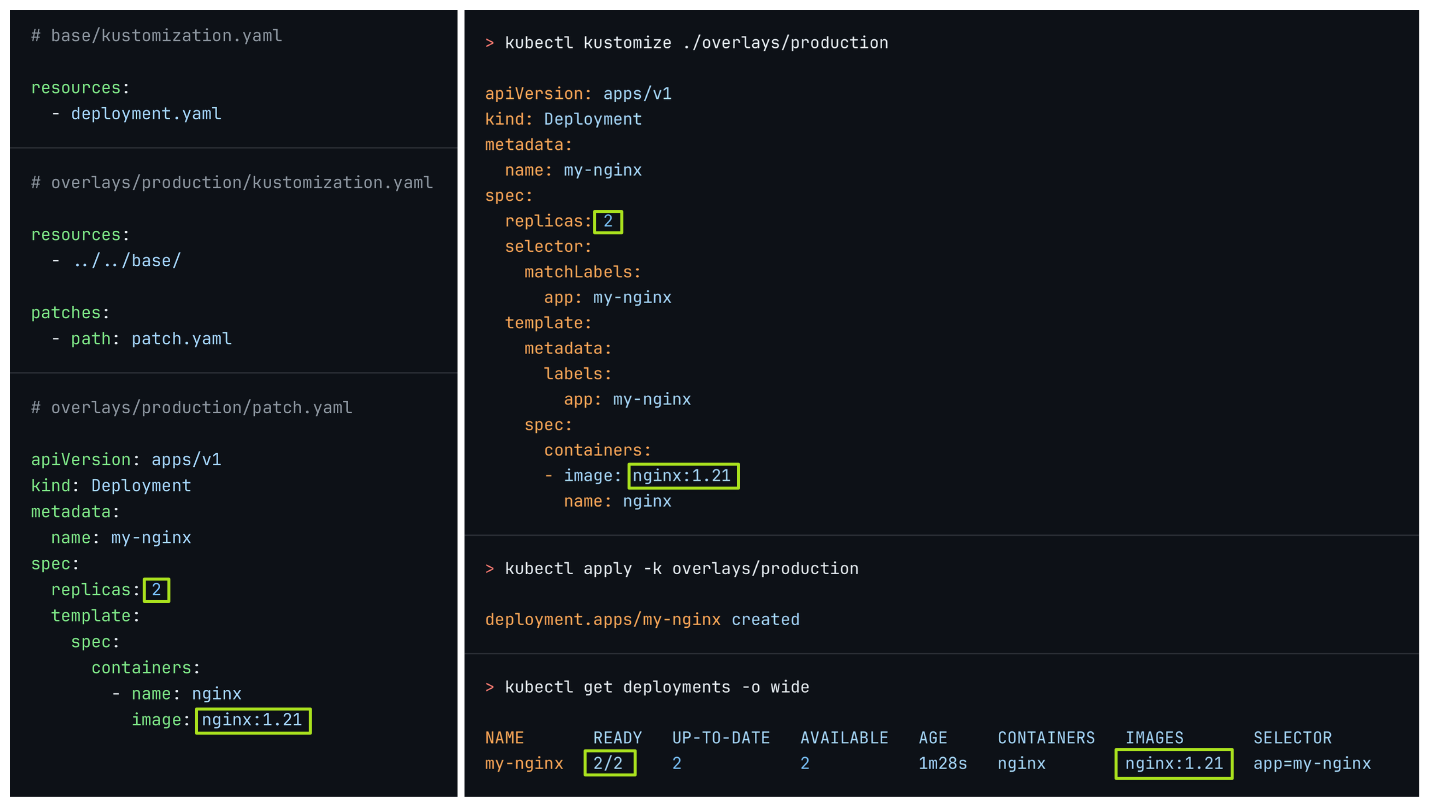 # base/kustomization.yaml
resources:
  - deployment.yaml
# overlays/production/kustomization.yaml
resources:
  - ../../base/
patches:
  - path: patch.yaml
# overlays/production/patch.yaml
apiVersion: apps/v1
kind: Deployment
metadata:
  name: my-nginx
spec:
  replicas: 2
  template:
    spec:
      containers:
        - name: nginx
          image: nginx:1.21
> kubectl kustomize ./overlays/production
apiVersion: apps/v1
kind: Deployment
metadata:
  name: my-nginx
spec:
  replicas: 2
  selector:
    matchLabels:
      app: my-nginx
  template:
    metadata:
      labels:
        app: my-nginx
    spec:
      containers:
      - image: nginx:1.21
        name: nginx
> kubectl apply -k overlays/production
deployment.apps/my-nginx created
> kubectl get deployments -o wide
NAME READY UP-TO-DATE AVAILABLE AGE CONTAINERS IMAGES SELECTOR
my-nginx 2/2 2 2 1m28s nginx nginx:1.21 app=my-nginx